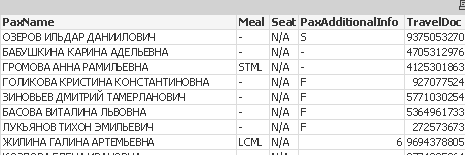 PaxName Meal Seat PaxAdditionalInfo TravelDoc
ОЗЕРОВ ИЛЬДАР ДАНИИЛОВИЧ - N/A S 9375053270
БАБУШКИНА КАРИНА АДЕЛЬЕВНА - N/A - 4705312976
ГРОМОВА АННА РАМИЛЬЕВНА STML N/A - 4125301863
ГОЛИКОВА КРИСТИНА КОНСТАНТИНОВНА - N/A F 927077524
ЗИНОВЬЕВ ДМИТРИЙ ТАМЕРЛАНОВИЧ - N/A F 5771030254
БАСОВА ВИТАЛИНА ЛЬВОВНА - N/A F 5364961733
ЛУКЬЯНОВ ТИХОН ЭМИЛЬЕВИЧ - N/A F 272573673
ЖИЛИНА ГАЛИНА АРТЕМЬЕВНА LCML N/A 6 9694378805